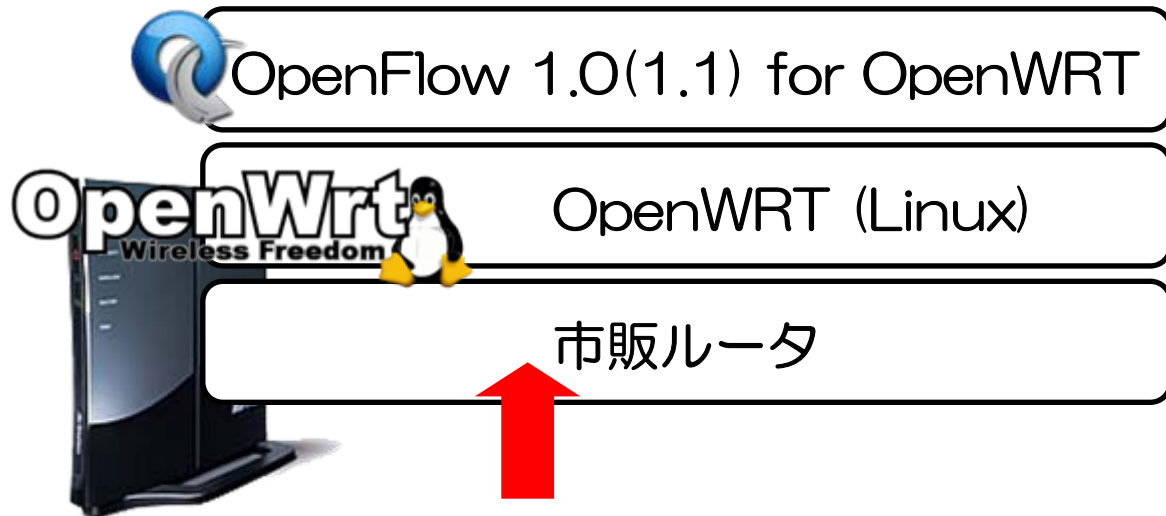 OpenFlow 1.0(1.1) for OpenWRT
OpenWrt
Wireless Freedom
OpenWRT (Linux)
市販ルータ